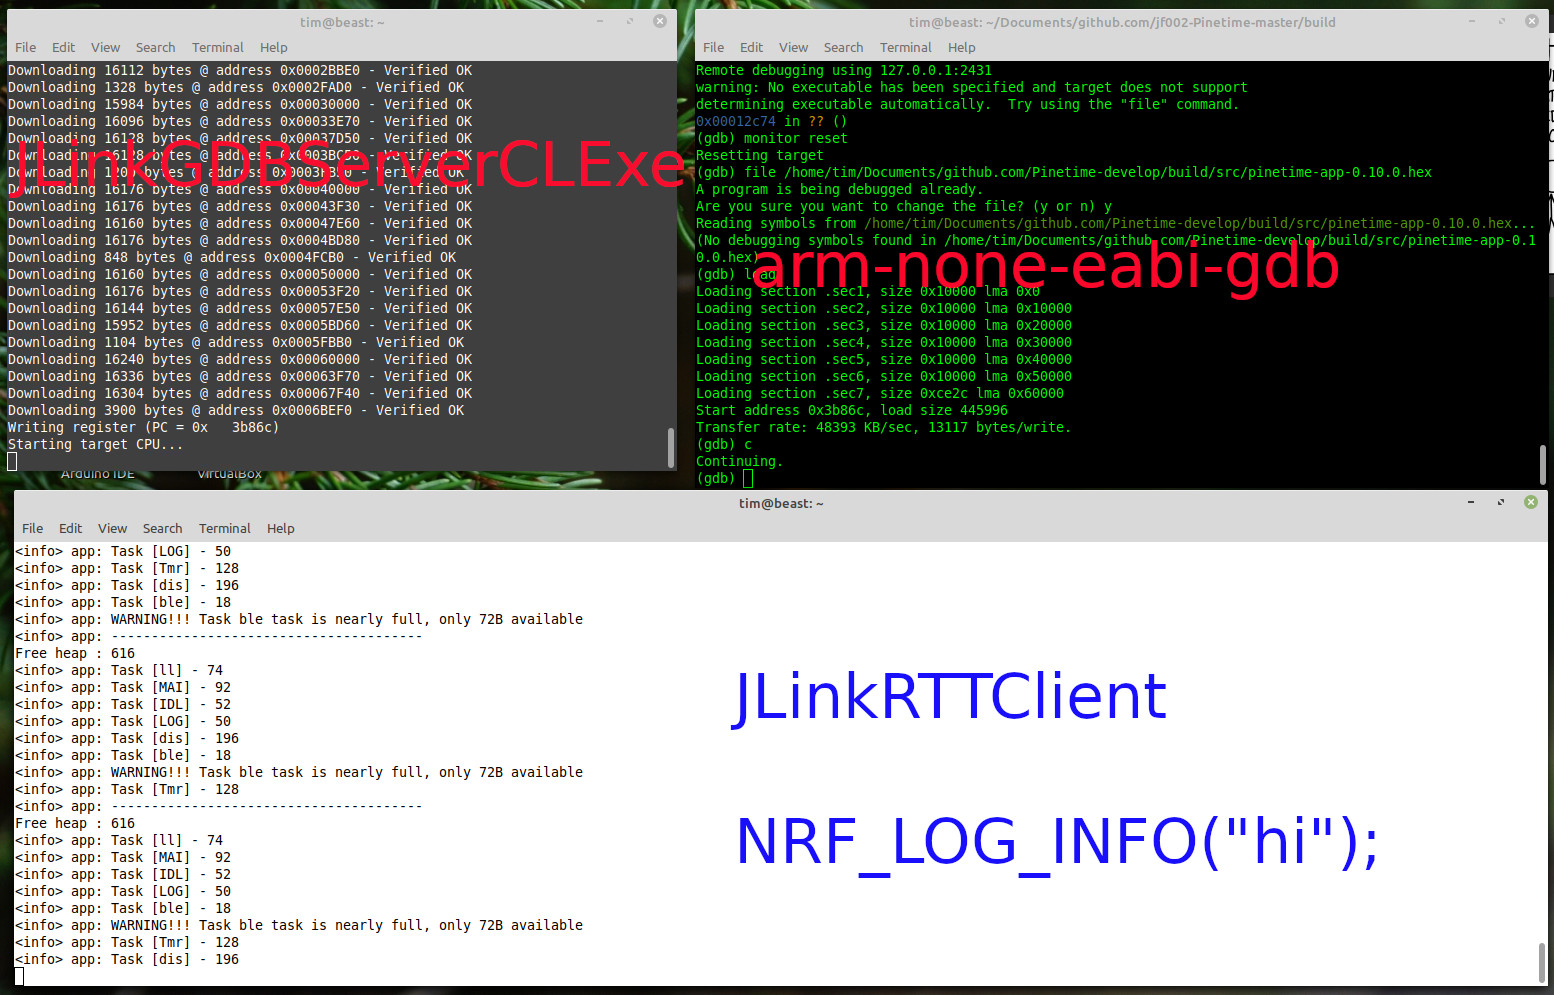 tim@beast: ~
File Edit View Search Terminal Help
Downloading 16112 bytes @ address 0x0002BBE0 - Verified OK
Downloading 1328 bytes @ address 0x0002FAD0 - Verified OK
Downloading 15984 bytes @ address 0x00030000 - Verified OK
Downloading 16096 bytes @ address 0x00033E70 - Verified OK
Downloading 16128 bytes @ address 0x00037D50 - Verified OK
JLinkGDBServerCLExe
Downloading 16176 bytes @ address 0x00040000 - Verified OK
Downloading 16176 bytes @ address 0x00043F30 - Verified OK
Downloading 16160 bytes @ address 0x00047E60 - Verified OK
Downloading 16176 bytes @ address 0x0004BD80 - Verified OK
Downloading 848 bytes @ address 0x0004FCB0 - Verified OK
Downloading 16160 bytes @ address 0x00050000 - Verified OK
Downloading 16176 bytes @ address 0x00053F20 - Verified OK
Downloading 16144 bytes @ address 0x00057E50 - Verified OK
Downloading 15952 bytes @ address 0x0005BD60 - Verified OK
Downloading 1104 bytes @ address 0x0005FBB0 - Verified OK
Downloading 16240 bytes @ address 0x00060000 - Verified OK
Downloading 16336 bytes @ address 0x00063F70 - Verified OK
Downloading 16304 bytes @ address 0x00067F40 - Verified OK
Downloading 3900 bytes @ address 0x0006BEF0 - Verified OK
Writing register (PC = 0x   3b86c)
Starting target CPU...
Arduino IDE VirtualBox
tim@beast: ~/Documents/github.com/jf002-Pinetime-master/build
File Edit View Search Terminal Help
Remote debugging using 127.0.0.1:2431
warning: No executable has been specified and target does not support
determining executable automatically.  Try using the "file" command.
0x00012c74 in ?? ()
(gdb) monitor reset
Resetting target
(gdb) file /home/tim/Documents/github.com/Pinetime-develop/build/src/pinetime-app-0.10.0.hex
A program is being debugged already.
Are you sure you want to change the file? (y or n) y
Reading symbols from /home/tim/Documents/github.com/Pinetime-develop/build/src/pinetime-app-0.10.0.hex...
(No debugging symbols found in /home/tim/Documents/github.com/Pinetime-develop/build/src/pinetime-app-0.1
0.0.hex)
arm-none-eabi-gdb
(gdb) load
Loading section .sec1, size 0x10000 lma 0x0
Loading section .sec2, size 0x10000 lma 0x10000
Loading section .sec3, size 0x10000 lma 0x20000
Loading section .sec4, size 0x10000 lma 0x30000
Loading section .sec5, size 0x10000 lma 0x40000
Loading section .sec6, size 0x10000 lma 0x50000
Loading section .sec7, size 0xce2c lma 0x60000
Start address 0x3b86c, load size 445996
Transfer rate: 48393 KB/sec, 13117 bytes/write.
(gdb) c
Continuing.
(gdb)
tim@beast: ~
File Edit View Search Terminal Help
<info> app: Task [LOG] - 50
<info> app: Task [Tmr] - 128
<info> app: Task [dis] - 196
<info> app: Task [ble] - 18
<info> app: WARNING!!! Task ble task is nearly full, only 72B available
<info> app: ---------------------------------------
Free heap : 616
<info> app: Task [ll] - 74
<info> app: Task [MAI] - 92
<info> app: Task [IDL] - 52
<info> app: Task [LOG] - 50
<info> app: Task [dis] - 196
<info> app: Task [ble] - 18
<info> app: WARNING!!! Task ble task is nearly full, only 72B available
<info> app: Task [Tmr] - 128
<info> app: ---------------------------------------
Free heap : 616
<info> app: Task [ll] - 74
<info> app: Task [MAI] - 92
<info> app: Task [IDL] - 52
<info> app: Task [LOG] - 50
<info> app: Task [ble] - 18
<info> app: WARNING!!! Task ble task is nearly full, only 72B available
<info> app: Task [Tmr] - 128
<info> app: Task [dis] - 196
JLinkRTTClient
NRF_LOG_INFO("hi");